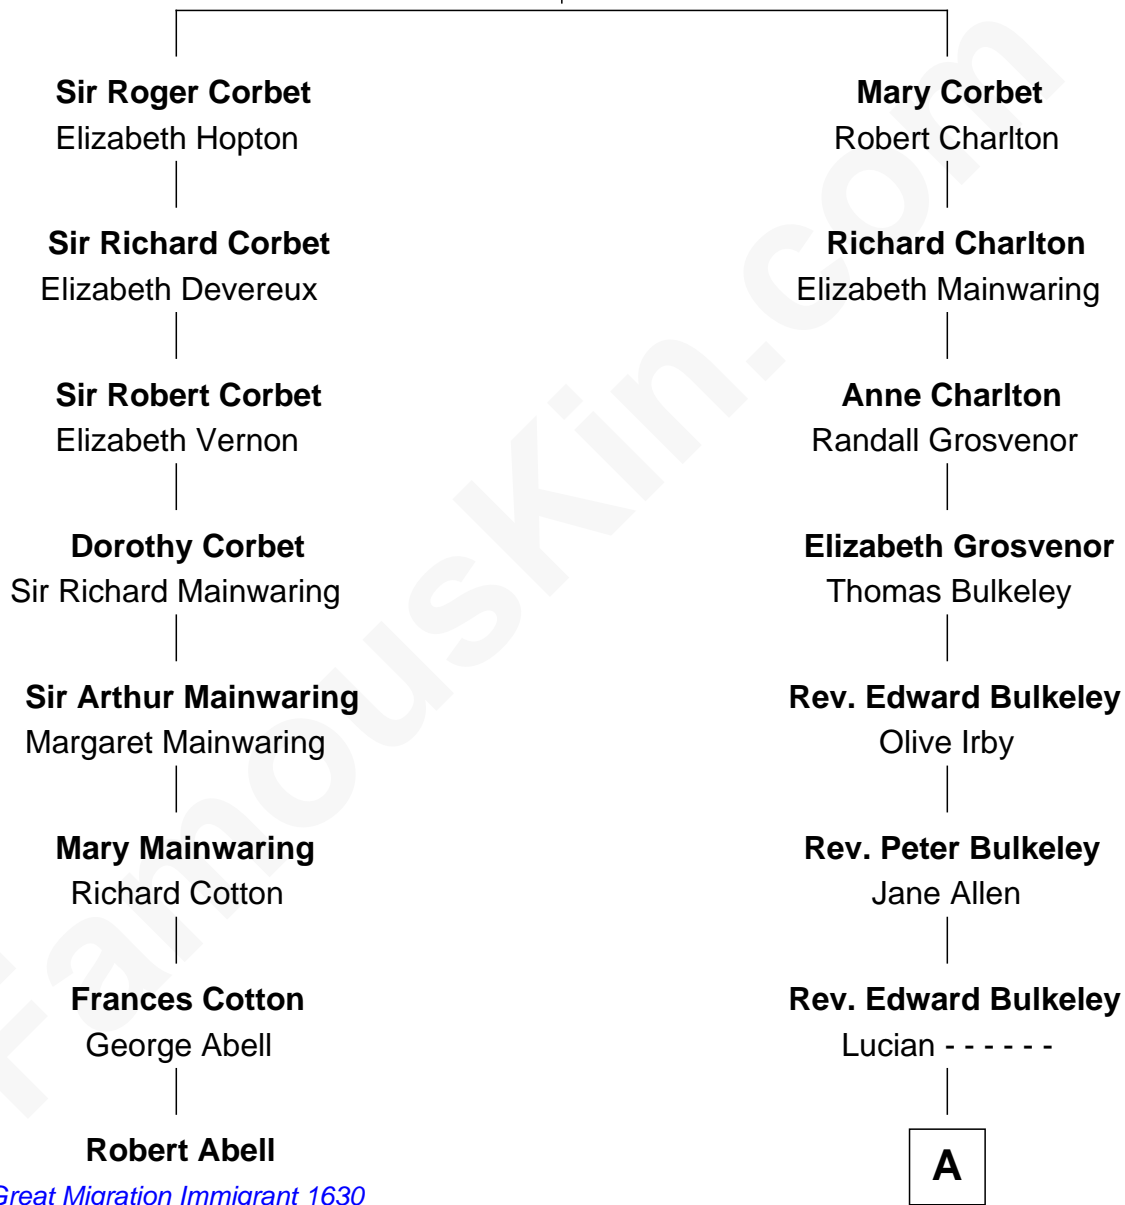 Sir Roger Corbet
Elizabeth Hopton
Mary Corbet
Robert Charlton
Sir Richard Corbet
Elizabeth Devereux
Richard Charlton
Elizabeth Mainwaring
Sir Robert Corbet
Elizabeth Vernon
Anne Charlton
Randall Grosvenor
Dorothy Corbet
Sir Richard Mainwaring
Elizabeth Grosvenor
Thomas Bulkeley
Sir Arthur Mainwaring
Margaret Mainwaring
Rev. Edward Bulkeley
Olive Irby
Mary Mainwaring
Richard Cotton
Rev. Peter Bulkeley
Jane Allen
Frances Cotton
George Abell
Rev. Edward Bulkeley
Lucian - - - - - -
Robert Abell
Great Migration Immigrant 1630
A
FamousKin.com